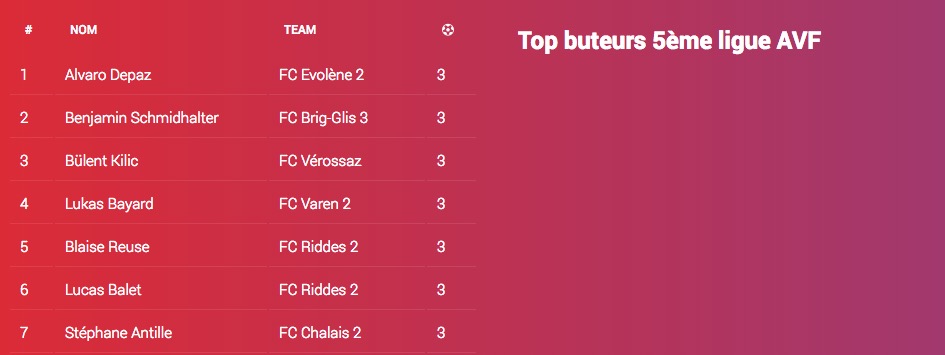 # NOM TEAM
1 Alvaro Depaz FC Evolène 2 3
2 Benjamin Schmidhalter FC Brig-Glis 3 3
3 Bülent Kilic FC Vérossaz 3
4 Lukas Bayard FC Varen 2 3
5 Blaise Reuse FC Riddes 2 3
6 Lucas Balet FC Riddes 2 3
7 Stéphane Antille FC Chalais 2 3
Top buteurs 5ème ligue AVF